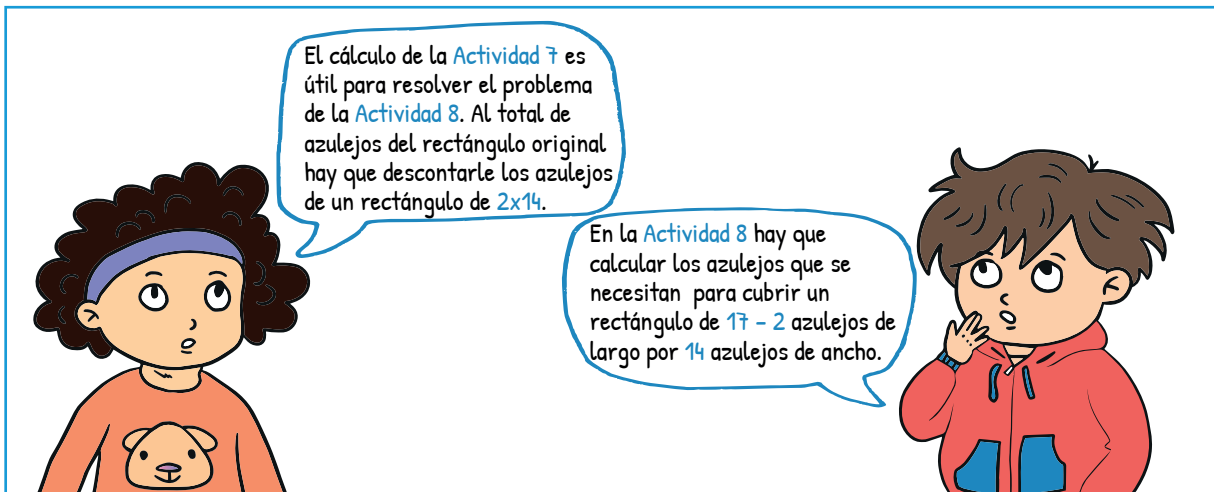 El cálculo de la Actividad 7 es
útil para resolver el problema
de la Actividad 8. Al total de
azulejos del rectángulo original
hay que descontarle los azulejos
de un rectángulo de 2x14.
En la Actividad 8 hay que
calcular los azulejos que se
necesitan para cubrir un
rectángulo de 17 - 2 azulejos de
largo por 14 azulejos de ancho.